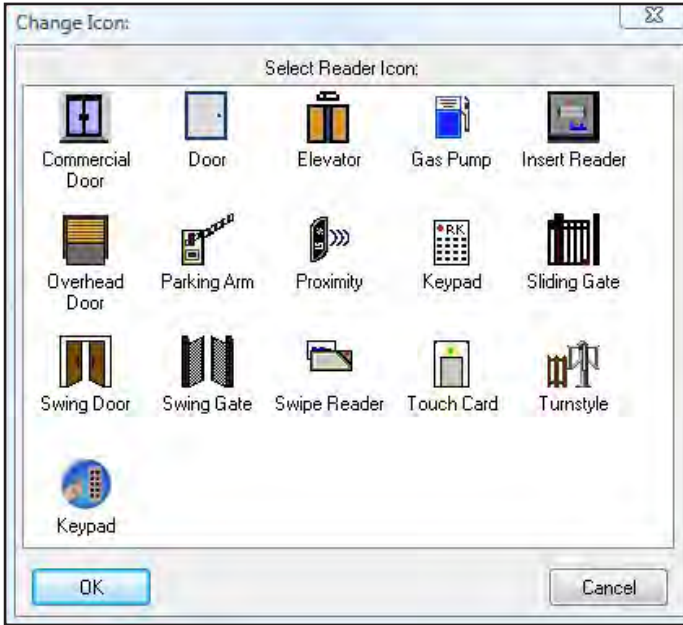 Change Icon:
Select Reader Icon:
Commercial Door
Door
Elevator
Gas Pump
Insert Reader
RK
Overhead Door
Parking Arm
Proximity
Keypad
Sliding Gate
Swing Door
Swing Gate
Swipe Reader
Touch Card
Turnstyle
Keypad
OK
Cancel